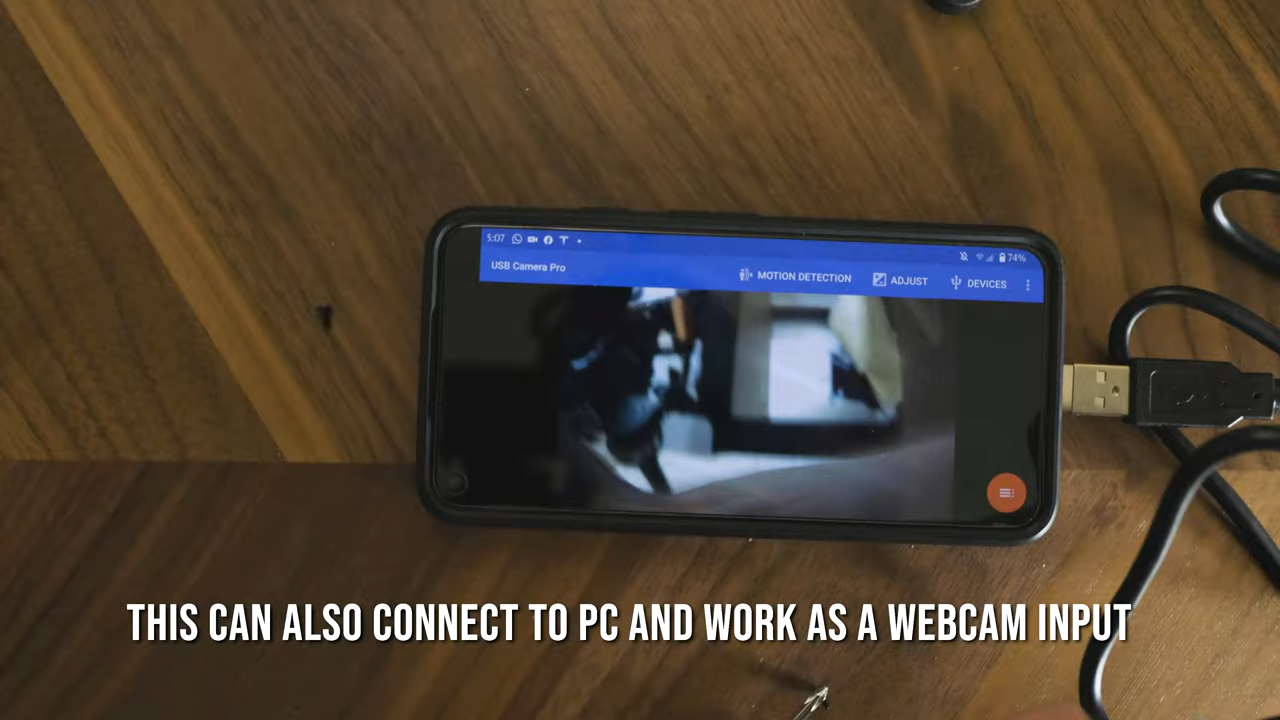 5:07
74%
USB Camera Pro
MOTION DETECTION
ADJUST
DEVICES
THIS CAN ALSO CONNECT TO PC AND WORK AS A WEBCAM INPUT